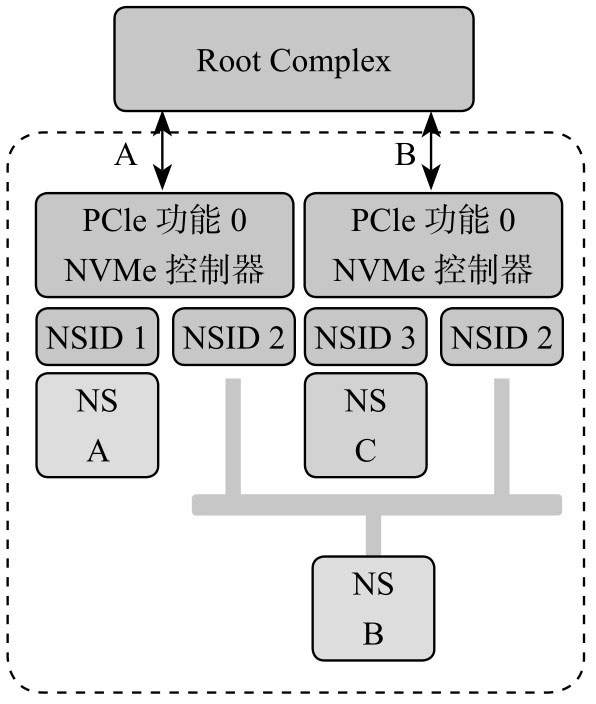 Root Complex
A
B
PCle 功能 0
NVMe 控制器
PCle 功能 0
NVMe 控制器
NSID 1
NSID 2
NSID 3
NSID 2
NS
A
NS
C
NS
B